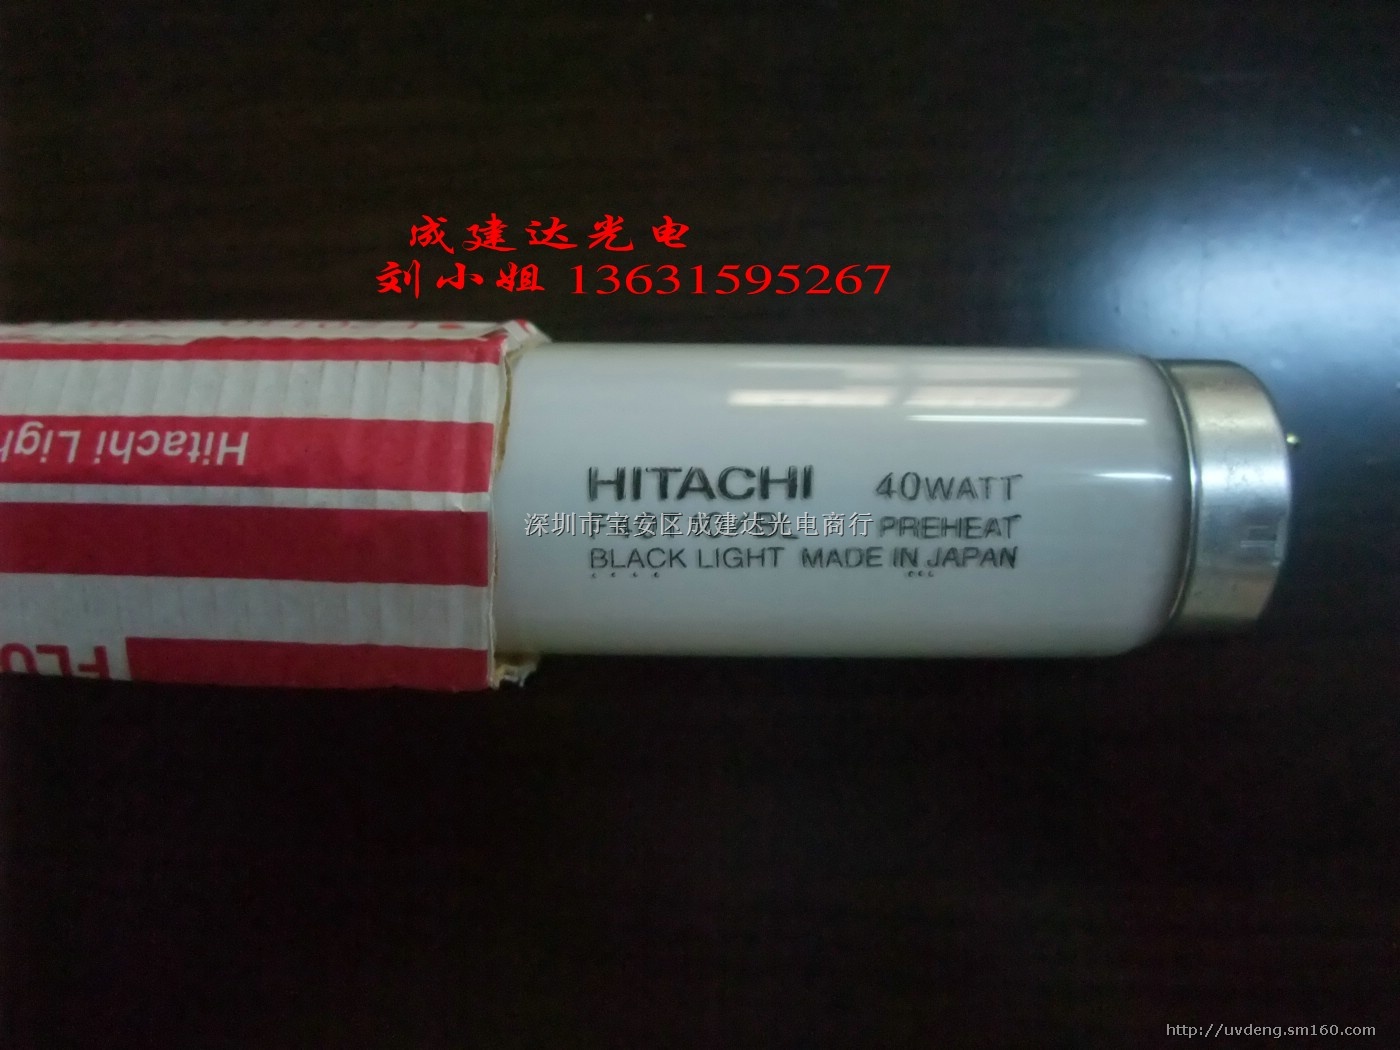 成建达光电
刘小姐 13631595267
Hitachi Ligh
HITACHI 40WATT
深圳市宝安区成建达光电商行
PREHEAT
BLACK LIGHT MADE IN JAPAN
FLU
http://uvdeng.sm160.com